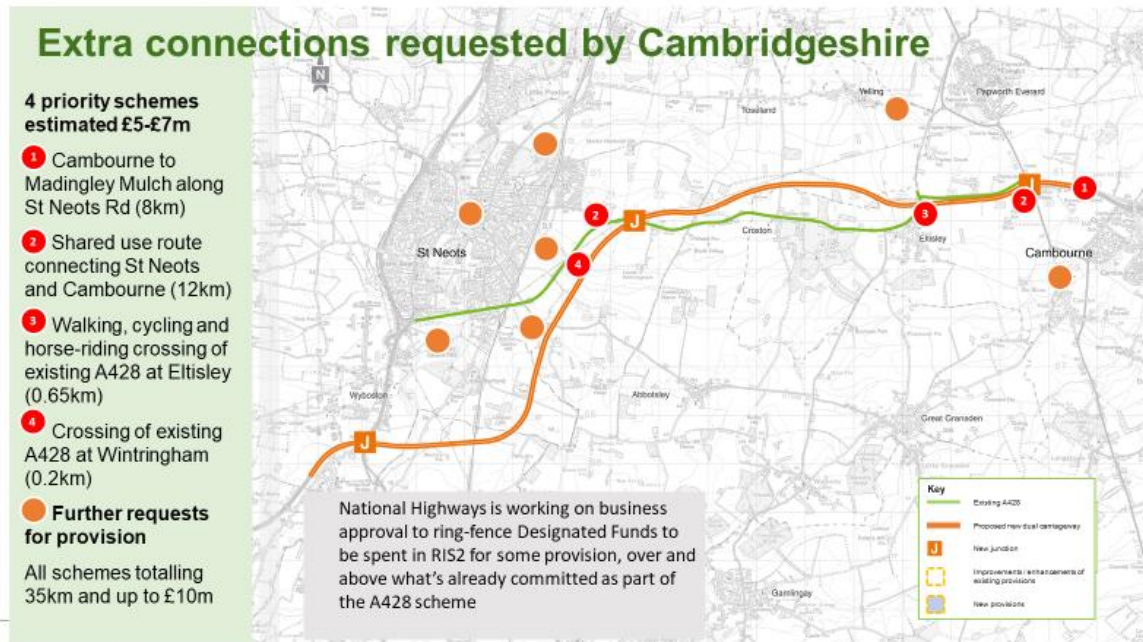 Extra connections requested by Cambridgeshire
4 priority schemes
estimated £5-£7m
1 Cambourne to
Madingley Mulch along
St Neots Rd (8km)
2 Shared use route
connecting St Neots
and Cambourne (12km)
3 Walking, cycling and
horse-riding crossing of
existing A428 at Eltisley
(0.65km)
4 Crossing of existing
A428 at Wintringham
(0.2km)
Further requests
for provision
All schemes totalling
35km and up to £10m
N
Little Paxton
Toseland
Yelling
Papworth Everard
J
1
2
2
J
3
Croxton
Eltisley
St Neots
4
Cambourne
Wyboston
Abbotsley
J
Great Gransden
Gamlingay
National Highways is working on business
approval to ring-fence Designated Funds to
be spent in RIS2 for some provision, over and
above what's already committed as part of
the A428 scheme
Key
Existing A428
Proposed new dual carriageway
J New junction
Improvements / enhancements of
existing provisions
New provisions